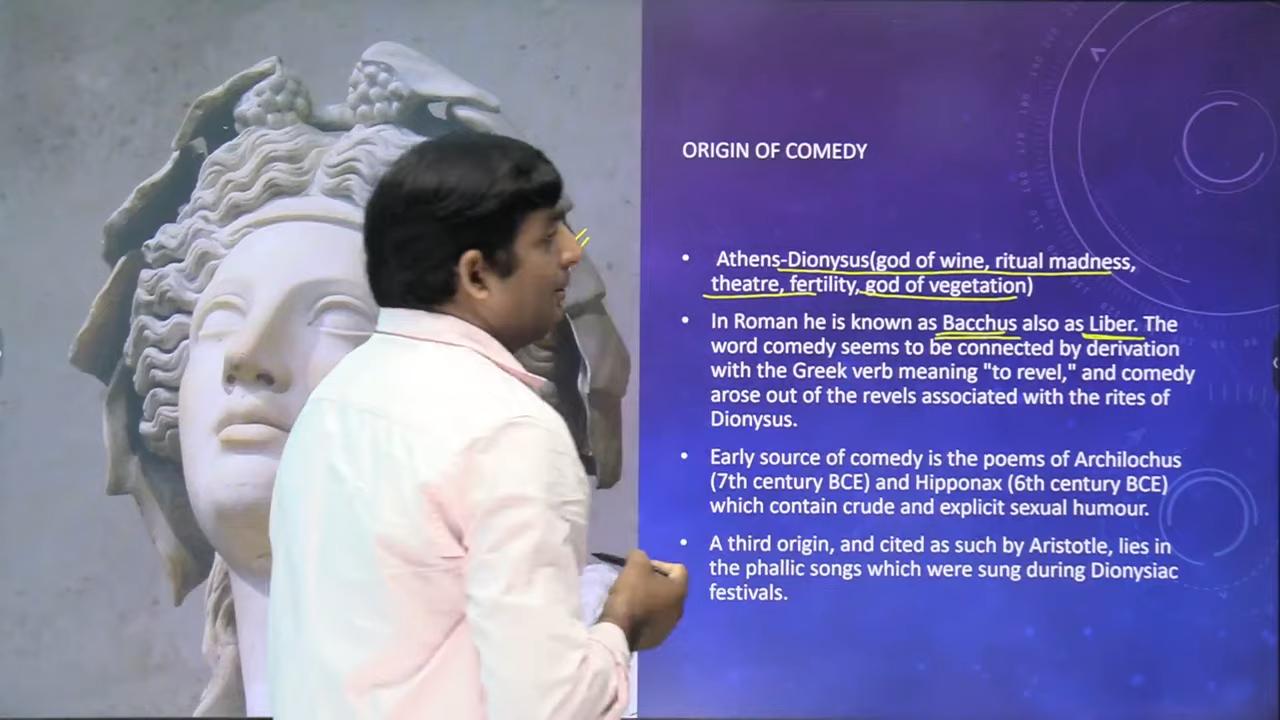 ORIGIN OF COMEDY
• Athens-Dionysus(god of wine, ritual madness,
theatre, fertility, god of vegetation)
• In Roman he is known as Bacchus also as Liber. The
word comedy seems to be connected by derivation
with the Greek verb meaning "to revel," and comedy
arose out of the revels associated with the rites of
Dionysus.
• Early source of comedy is the poems of Archilochus
(7th century BCE) and Hipponax (6th century BCE)
which contain crude and explicit sexual humour.
• A third origin, and cited as such by Aristotle, lies in
the phallic songs which were sung during Dionysiac
festivals.